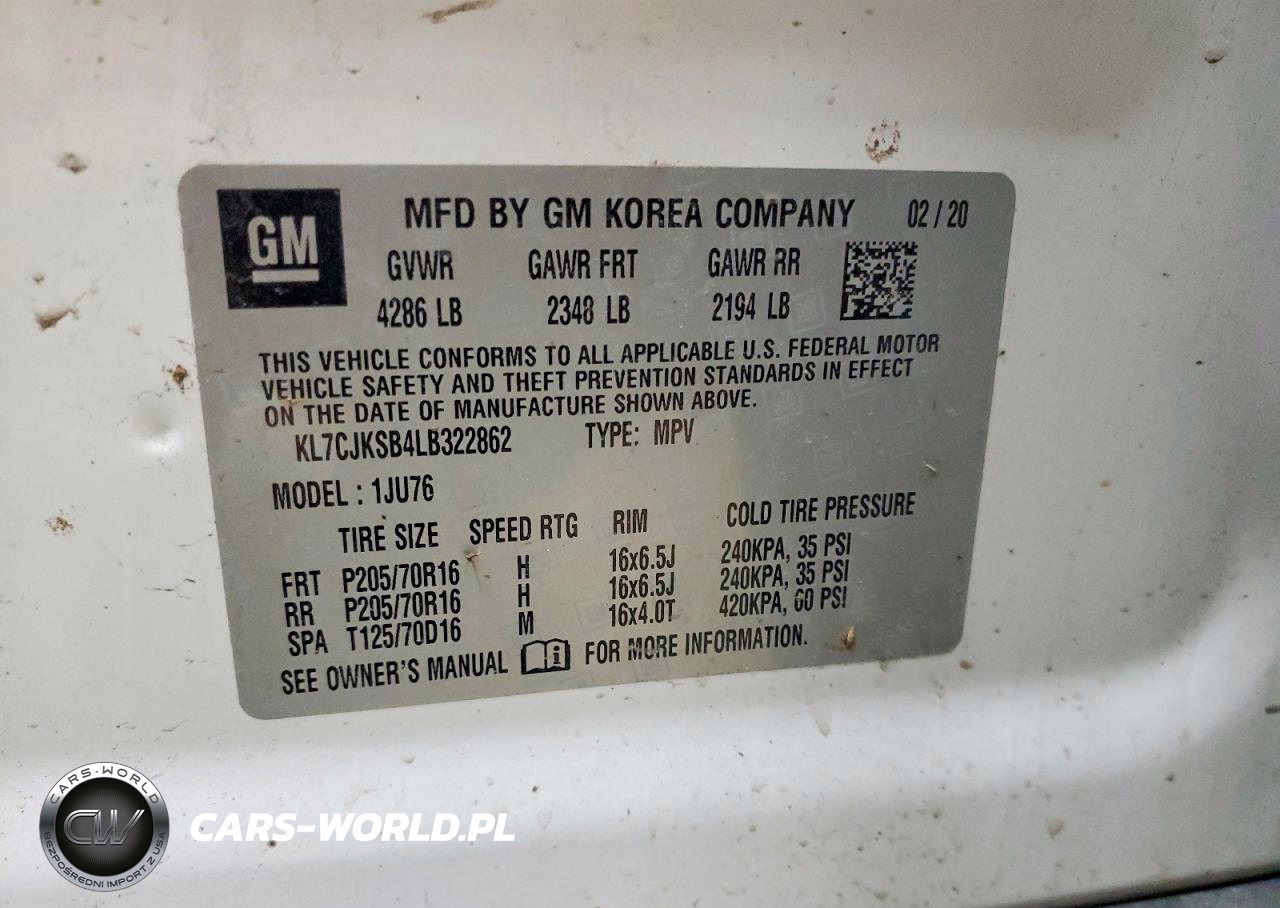 GM
MFD BY GM KOREA COMPANY 02 / 20
GVWR GAWR FRT GAWR RR
4286 LB 2348 LB 2194 LB
THIS VEHICLE CONFORMS TO ALL APPLICABLE U.S. FEDERAL MOTOR
VEHICLE SAFETY AND THEFT PREVENTION STANDARDS IN EFFECT
ON THE DATE OF MANUFACTURE SHOWN ABOVE.
KL7CJKSB4LB322862 TYPE: MPV
MODEL : 1JU76
TIRE SIZE SPEED RTG RIM COLD TIRE PRESSURE
FRT P205/70R16 H 16x6.5J 240KPA, 35 PSI
RR P205/70R16 H 16x6.5J 240KPA, 35 PSI
SPA T125/70D16 M 16x4.0T 420KPA, 60 PSI
SEE OWNER'S MANUAL FOR MORE INFORMATION.
CARS-WORLD
CW
BEZPOŚREDNI IMPORT Z USA
CARS-WORLD.PL